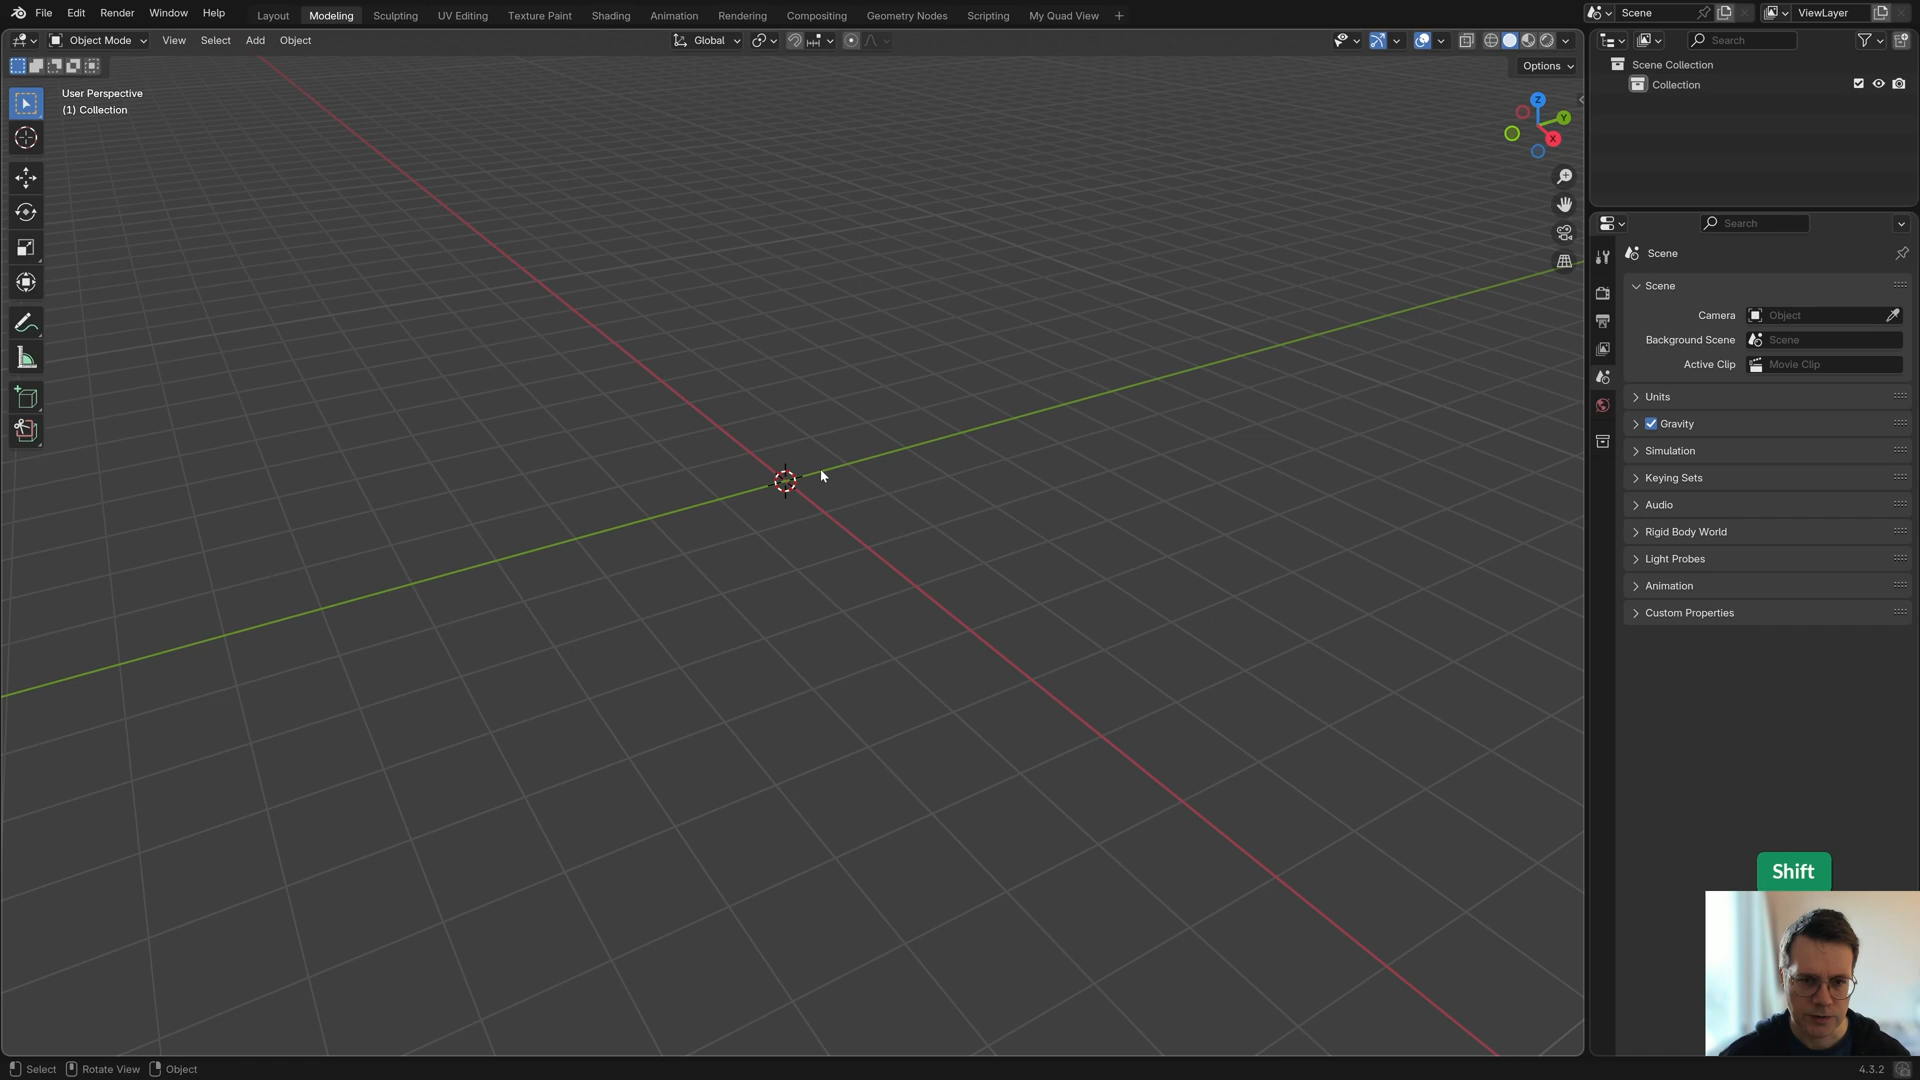 File Edit Render Window Help
Layout Modeling Sculpting UV Editing Texture Paint Shading Animation Rendering Compositing Geometry Nodes Scripting My Quad View +
Scene
ViewLayer
Object Mode View Select Add Object
Global
Search
Options
User Perspective
(1) Collection
Z
Y
X
Scene Collection
Collection
Search
Scene
Scene
Camera Object
Background Scene Scene
Active Clip Movie Clip
Units
Gravity
Simulation
Keying Sets
Audio
Rigid Body World
Light Probes
Animation
Custom Properties
Shift
Select Rotate View Object
4.3.2